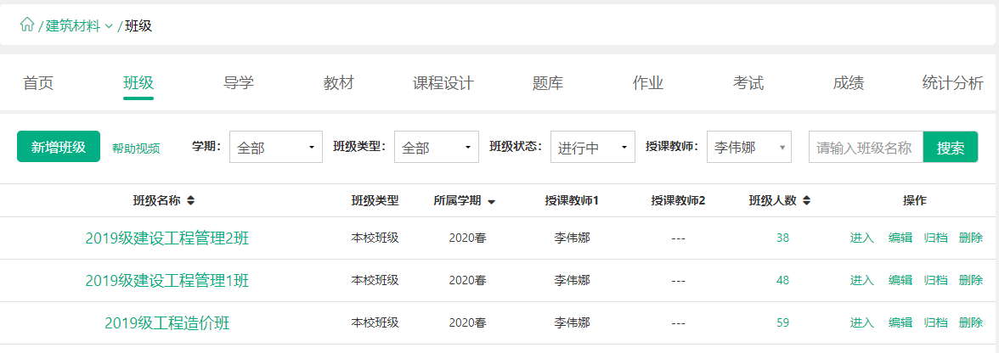 / 建筑材料 / 班级
首页 班级 导学 教材 课程设计 题库 作业 考试 成绩 统计分析
新增班级 帮助视频 学期： 全部 班级类型： 全部 班级状态： 进行中 授课教师： 李伟娜 请输入班级名称 搜索
班级名称 班级类型 所属学期 授课教师1 授课教师2 班级人数 操作
2019级建设工程管理2班 本校班级 2020春 李伟娜 --- 38 进入 编辑 归档 删除
2019级建设工程管理1班 本校班级 2020春 李伟娜 --- 48 进入 编辑 归档 删除
2019级工程造价班 本校班级 2020春 李伟娜 --- 59 进入 编辑 归档 删除